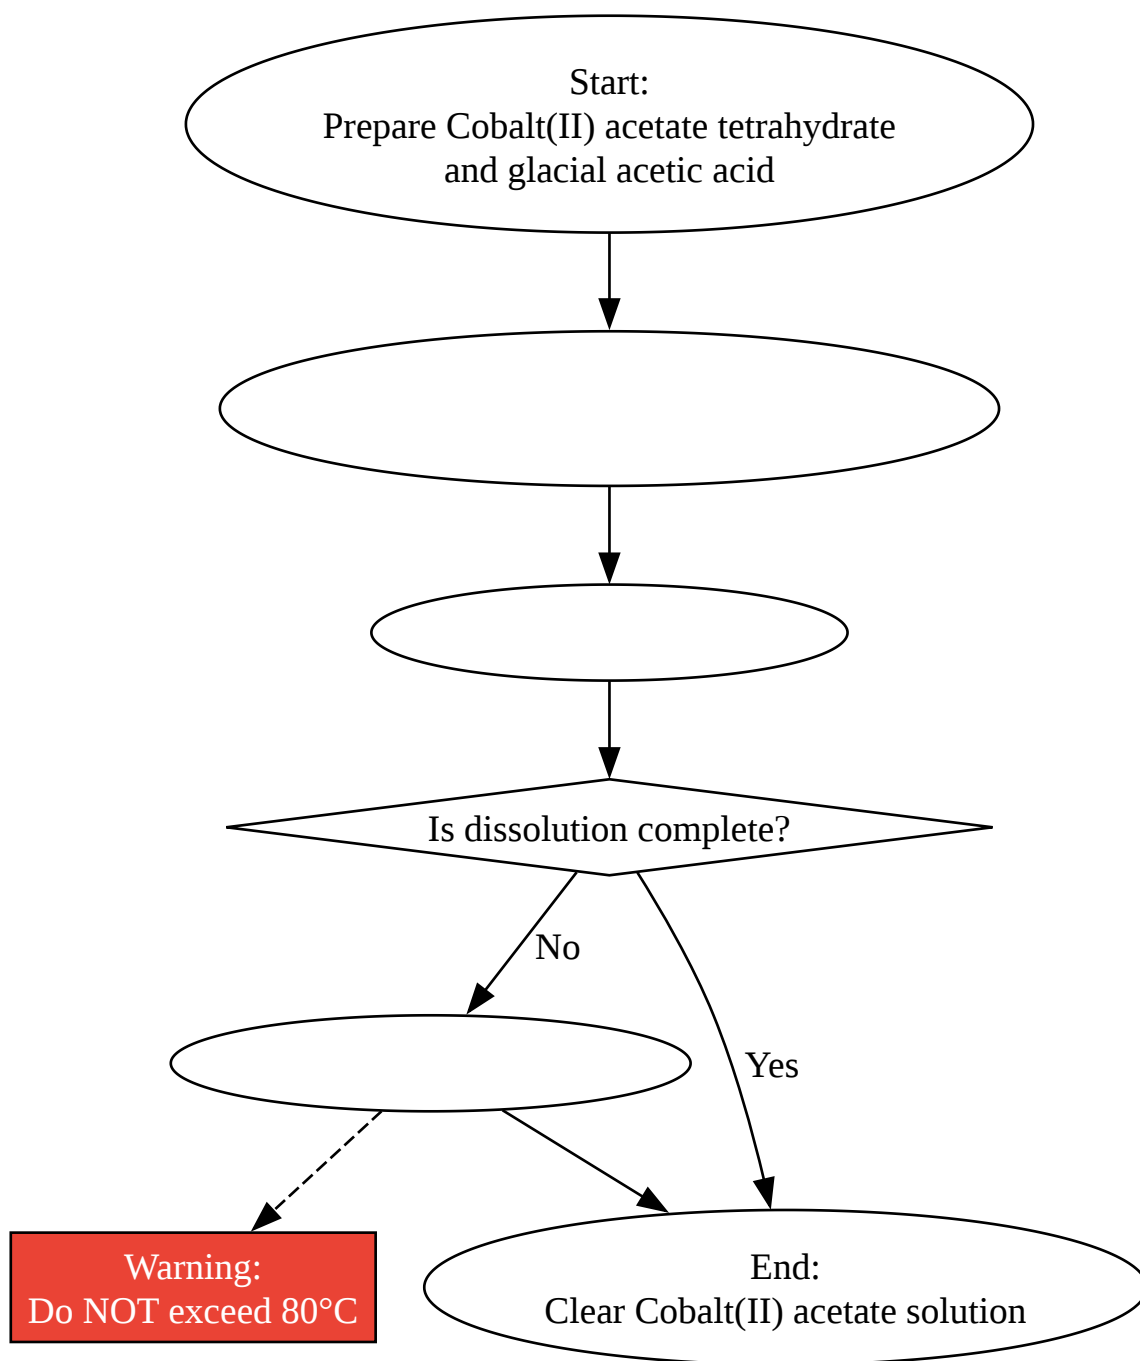 Start:
Prepare Cobalt(II) acetate tetrahydrate
and glacial acetic acid
Is dissolution complete?
No
Yes
Warning:
Do NOT exceed 80°C
End:
Clear Cobalt(II) acetate solution